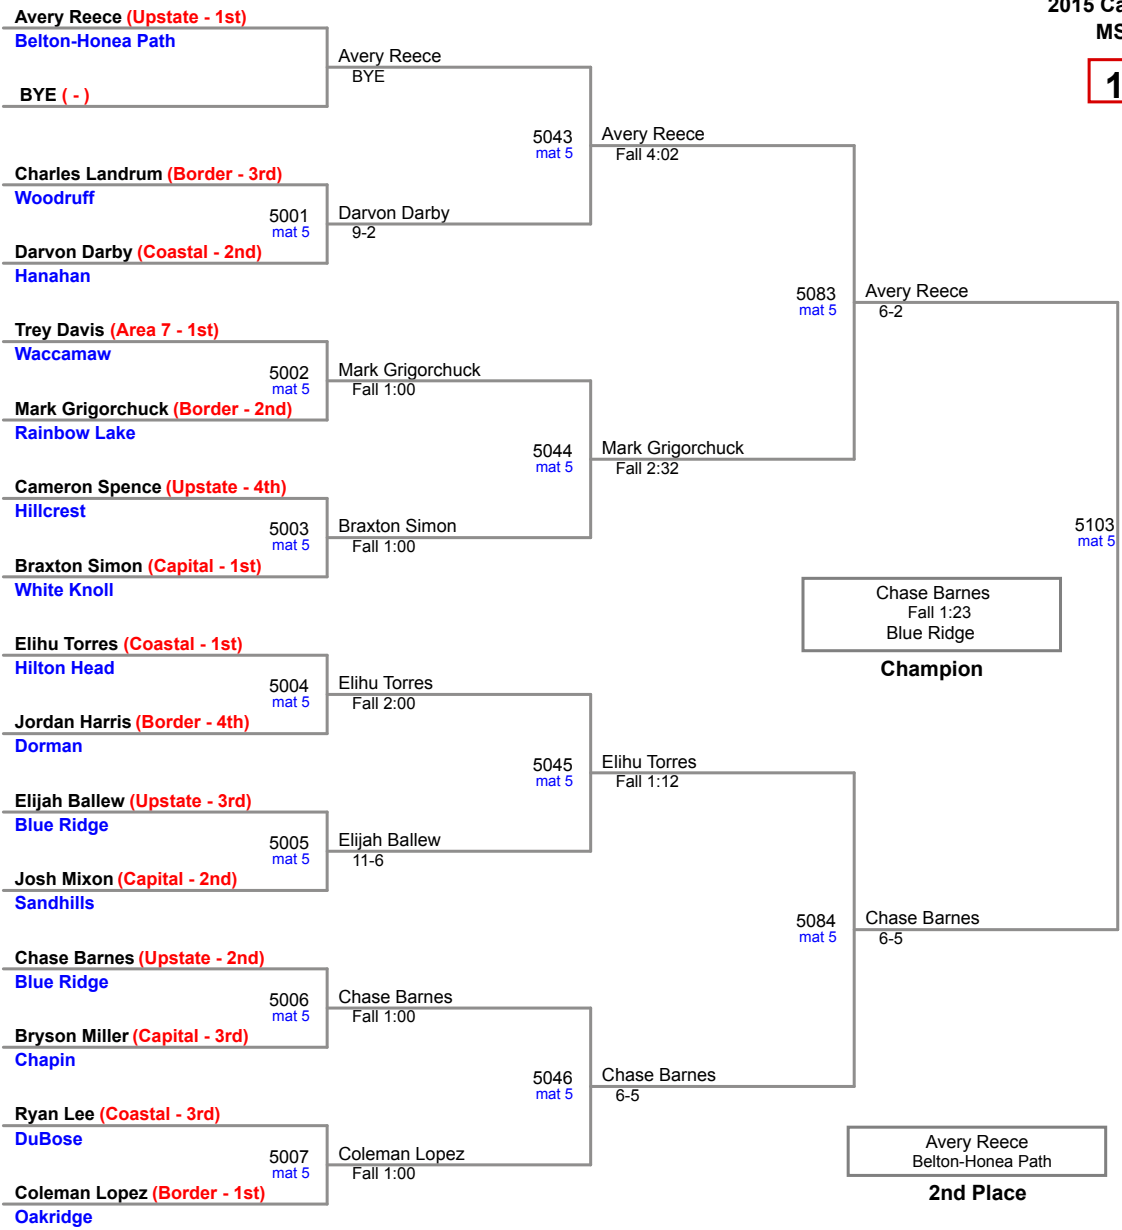 Avery Reece (Upstate - 1st)
2015 Ca
Belton-Honea Path
MS
Avery Reece
BYE
BYE ( - )
1
5043
mat 5
Avery Reece
Fall 4:02
Charles Landrum (Border - 3rd)
Woodruff
5001
mat 5
Darvon Darby
9-2
Darvon Darby (Coastal - 2nd)
Hanahan
5083
mat 5
Avery Reece
6-2
Trey Davis (Area 7 - 1st)
Waccamaw
5002
mat 5
Mark Grigorchuck
Fall 1:00
Mark Grigorchuck (Border - 2nd)
Rainbow Lake
5044
mat 5
Mark Grigorchuck
Fall 2:32
Cameron Spence (Upstate - 4th)
Hillcrest
5003
mat 5
Braxton Simon
Fall 1:00
5103
mat 5
Braxton Simon (Capital - 1st)
White Knoll
Chase Barnes
Fall 1:23
Blue Ridge
Champion
Elihu Torres (Coastal - 1st)
Hilton Head
5004
mat 5
Elihu Torres
Fall 2:00
Jordan Harris (Border - 4th)
Dorman
5045
mat 5
Elihu Torres
Fall 1:12
Elijah Ballew (Upstate - 3rd)
Blue Ridge
5005
mat 5
Elijah Ballew
11-6
Josh Mixon (Capital - 2nd)
Sandhills
5084
mat 5
Chase Barnes
6-5
Chase Barnes (Upstate - 2nd)
Blue Ridge
5006
mat 5
Chase Barnes
Fall 1:00
Bryson Miller (Capital - 3rd)
Chapin
5046
mat 5
Chase Barnes
6-5
Ryan Lee (Coastal - 3rd)
DuBose
5007
mat 5
Coleman Lopez
Fall 1:00
Avery Reece
Belton-Honea Path
2nd Place
Coleman Lopez (Border - 1st)
Oakridge